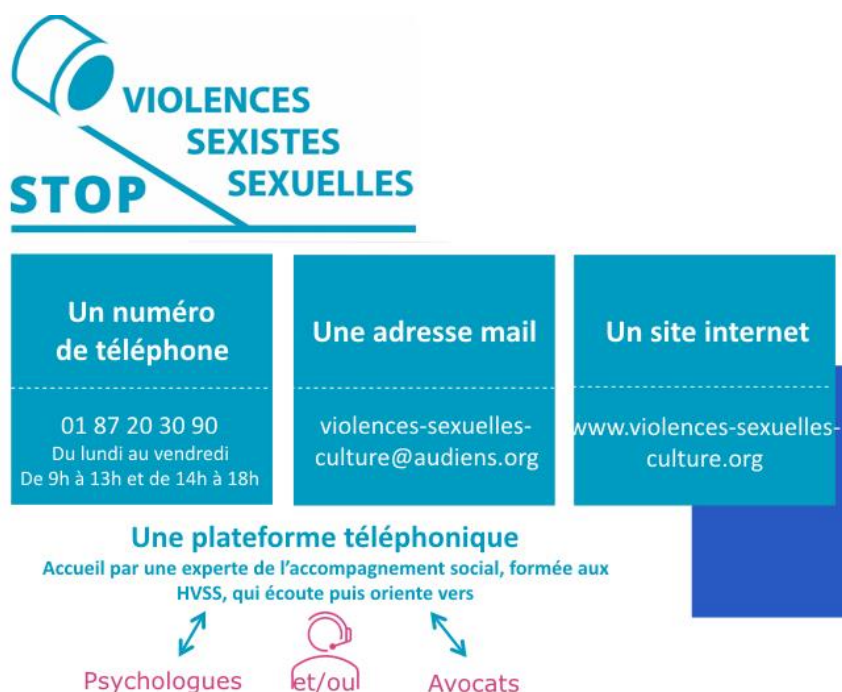 VIOLENCES
SEXISTES
SEXUELLES
STOP
Un numéro
de téléphone
01 87 20 30 90
Du lundi au vendredi
De 9h à 13h et de 14h à 18h
Une adresse mail
violences-sexuelles-
culture@audiens.org
Un site internet
www.violences-sexuelles-
culture.org
Une plateforme téléphonique
Accueil par une experte de l’accompagnement social, formée aux
HVSS, qui écoute puis oriente vers
Psychologues et/ou Avocats